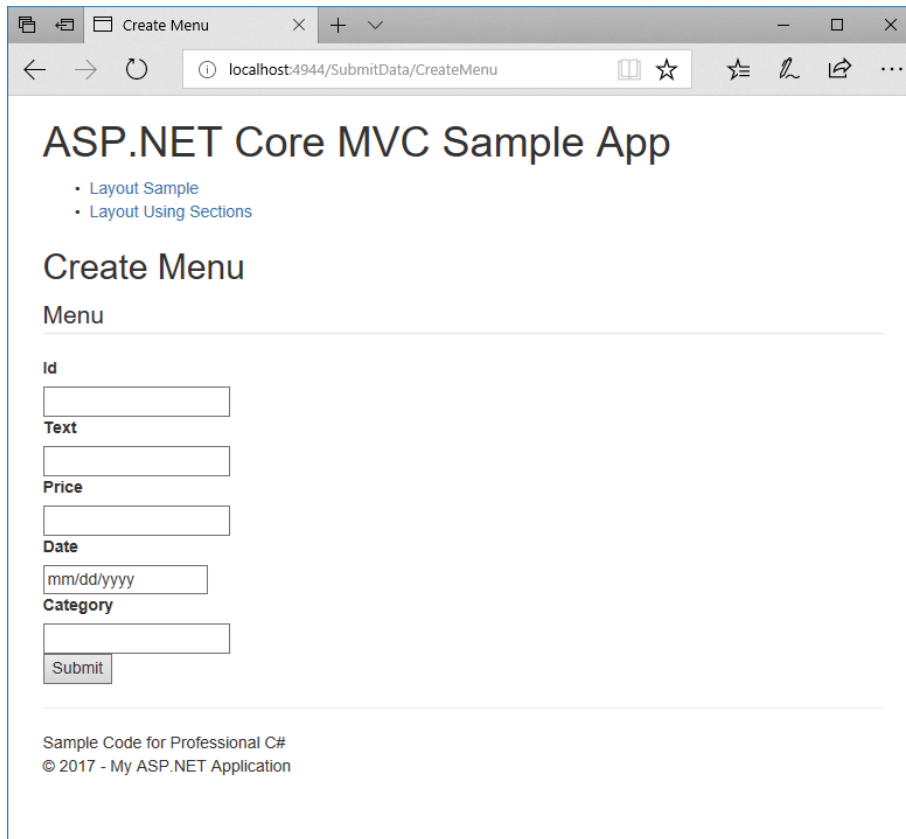 Create Menu
localhost:4944/SubmitData/CreateMenu
ASP.NET Core MVC Sample App
• Layout Sample
• Layout Using Sections
Create Menu
Menu
Id
Text
Price
Date
mm/dd/yyyy
Category
Submit
Sample Code for Professional C#
© 2017 - My ASP.NET Application